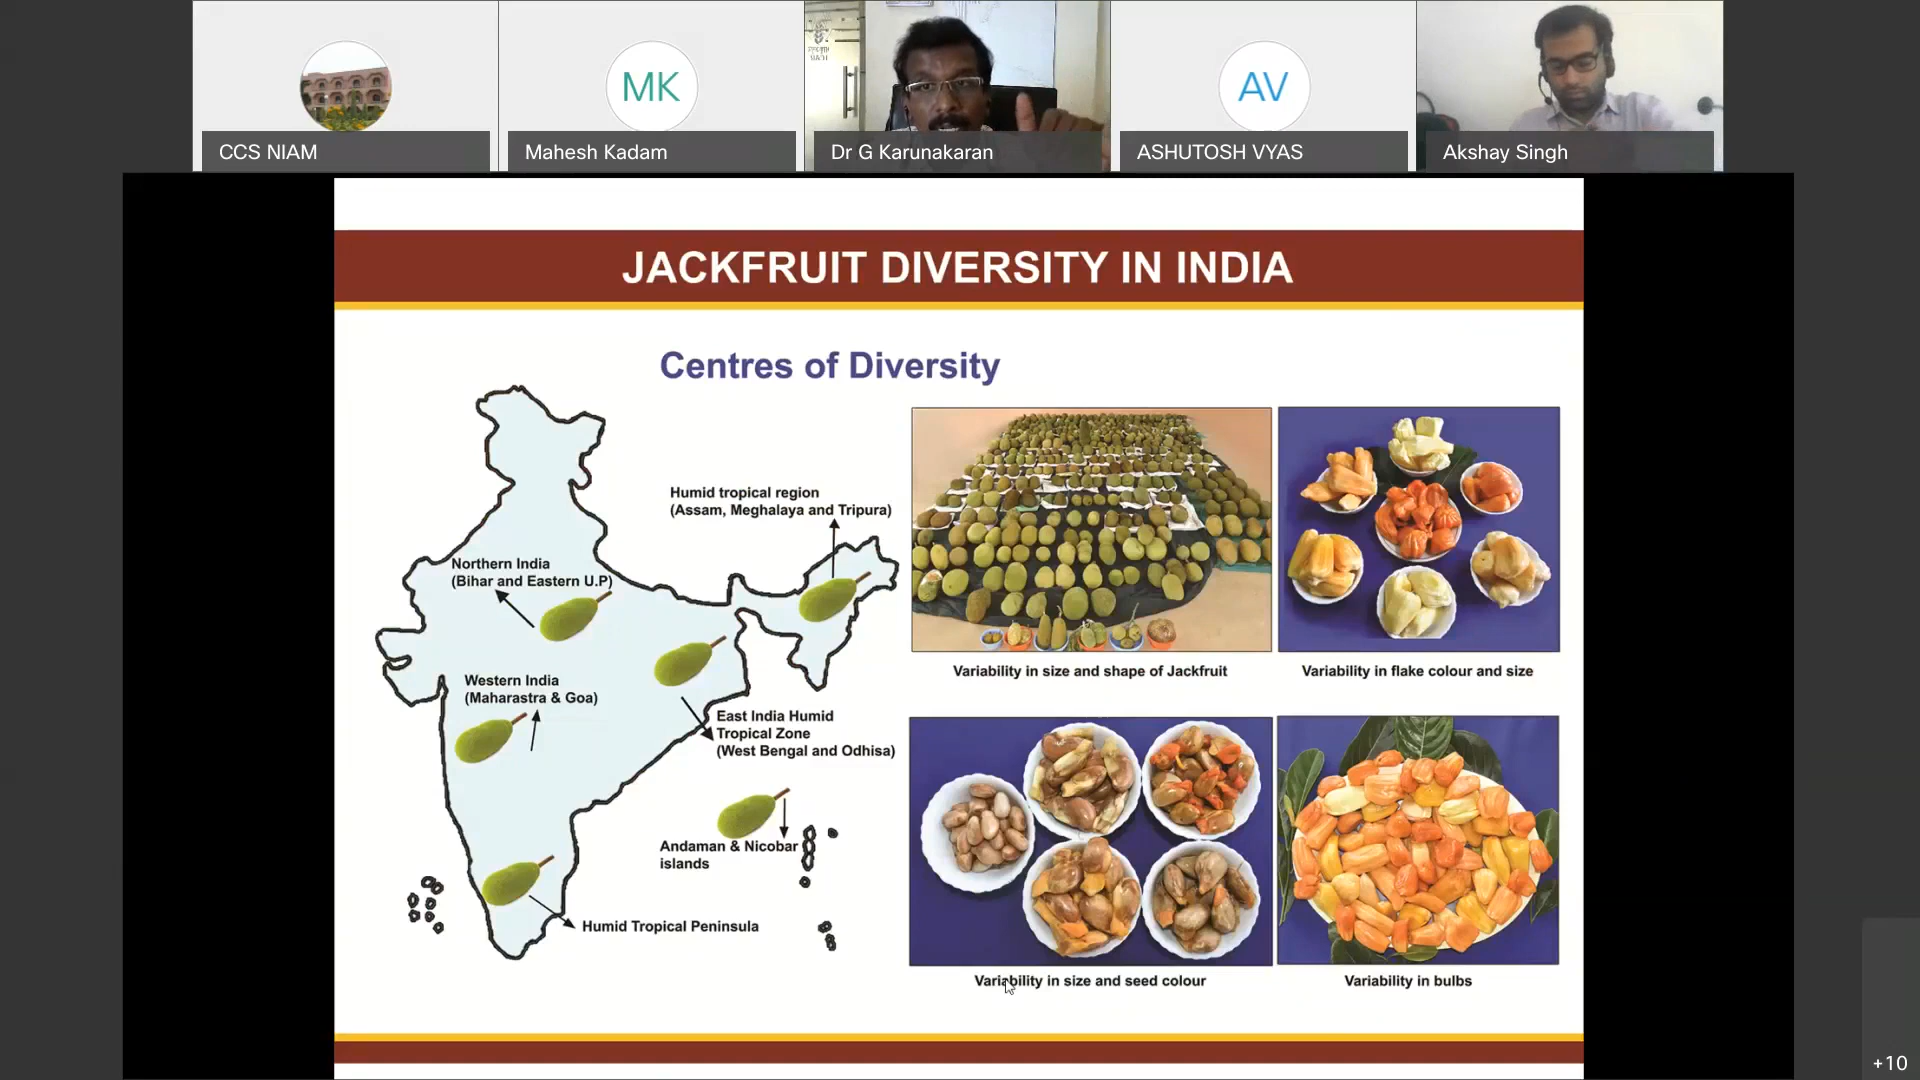 MK
AV
CCS NIAM
Mahesh Kadam
Dr G Karunakaran
ASHUTOSH VYAS
Akshay Singh
JACKFRUIT DIVERSITY IN INDIA
Centres of Diversity
Humid tropical region
(Assam, Meghalaya and Tripura)
Northern India
(Bihar and Eastern U.P)
Western India
(Maharastra & Goa)
East India Humid
Tropical Zone
(West Bengal and Odhisa)
Andaman & Nicobar
islands
Humid Tropical Peninsula
Variability in size and shape of Jackfruit
Variability in flake colour and size
Variability in size and seed colour
Variability in bulbs
+10